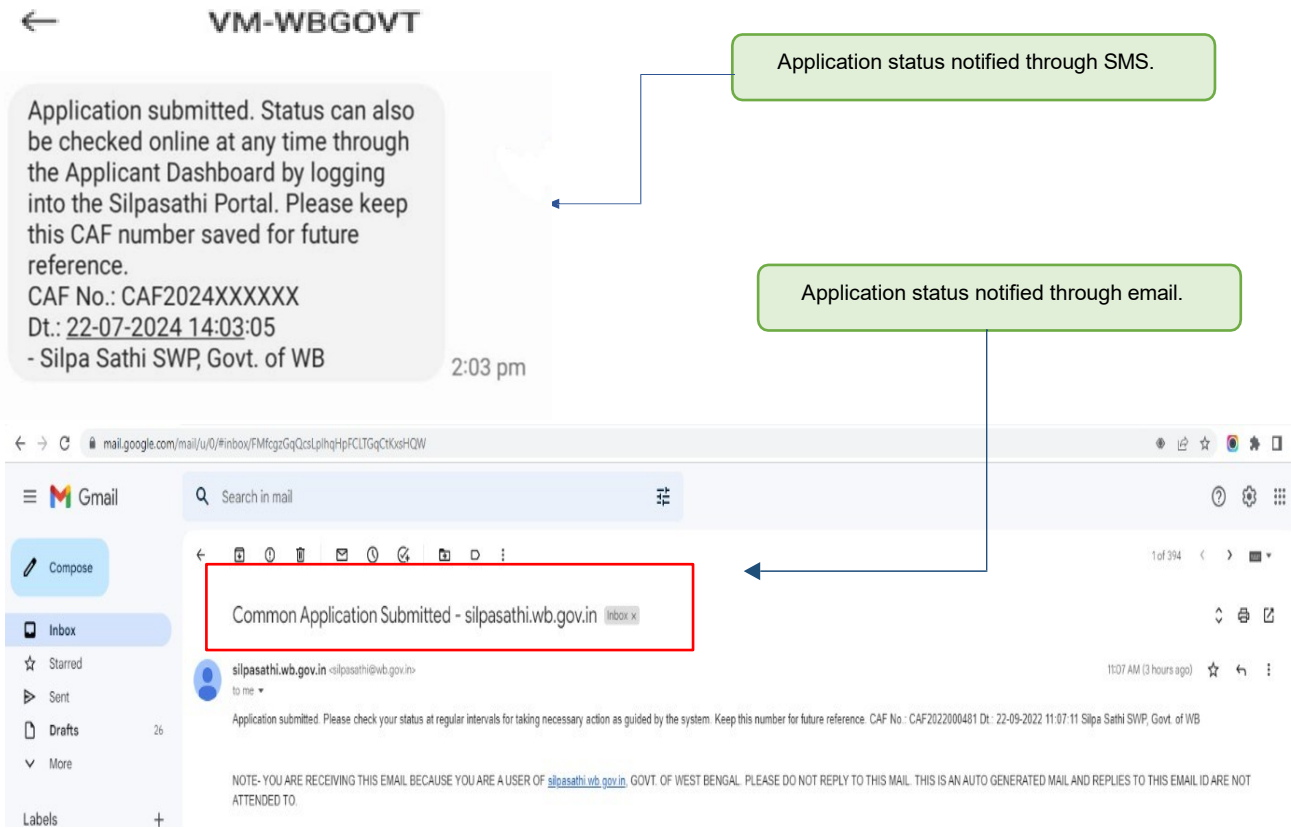 VM-WBGOVT
Application status notified through SMS.
Application submitted. Status can also
be checked online at any time through
the Applicant Dashboard by logging
into the Silpasathi Portal. Please keep
this CAF number saved for future
reference.
CAF No.: CAF2024XXXXXX
Dt.: 22-07-2024 14:03:05
- Silpa Sathi SWP, Govt. of WB
2:03 pm
Application status notified through email.
mail.google.com/mail/u/0/#inbox/FMfcgzGqQcsLplhqHpFCLTGqCtKxsHQW
Gmail
Search in mail
Compose
1 of 394
Common Application Submitted - silpasathi.wb.gov.in Inbox x
Inbox
Starred
Sent
Drafts 26
More
Labels +
silpasathi.wb.gov.in <silpasathi@wb.gov.in>
11:07 AM (3 hours ago)
to me
Application submitted. Please check your status at regular intervals for taking necessary action as guided by the system. Keep this number for future reference. CAF No.: CAF2022000481 Dt.: 22-09-2022 11:07:11 Silpa Sathi SWP, Govt. of WB
NOTE- YOU ARE RECEIVING THIS EMAIL BECAUSE YOU ARE A USER OF silpasathi.wb.gov.in, GOVT. OF WEST BENGAL. PLEASE DO NOT REPLY TO THIS MAIL. THIS IS AN AUTO GENERATED MAIL AND REPLIES TO THIS EMAIL ID ARE NOT
ATTENDED TO.